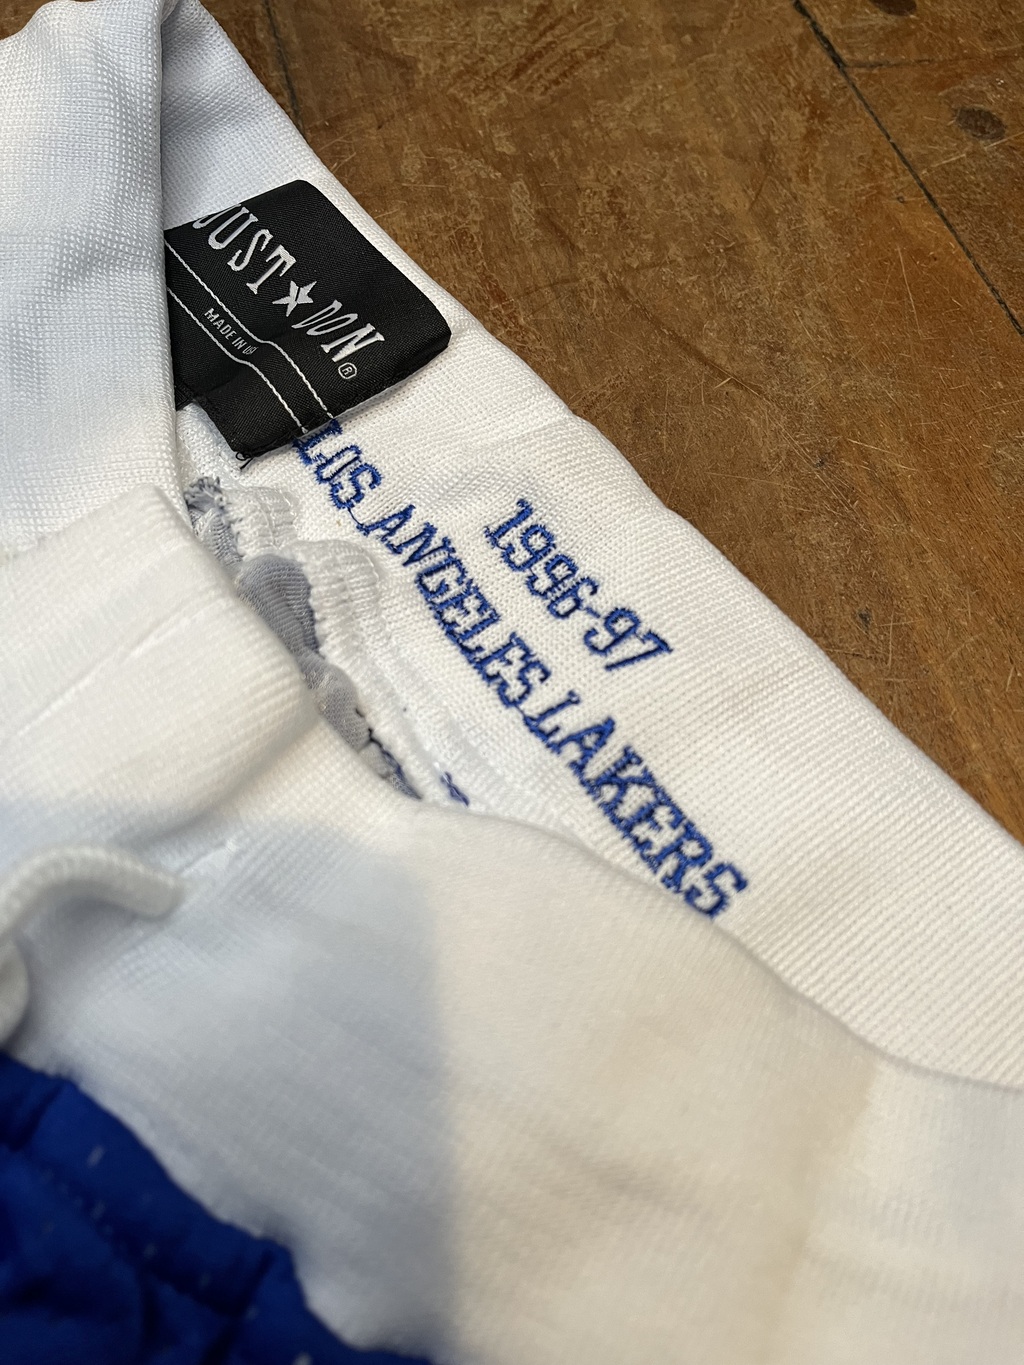 JUST★DON®
MADE IN
1996-97
LOS ANGELES LAKERS